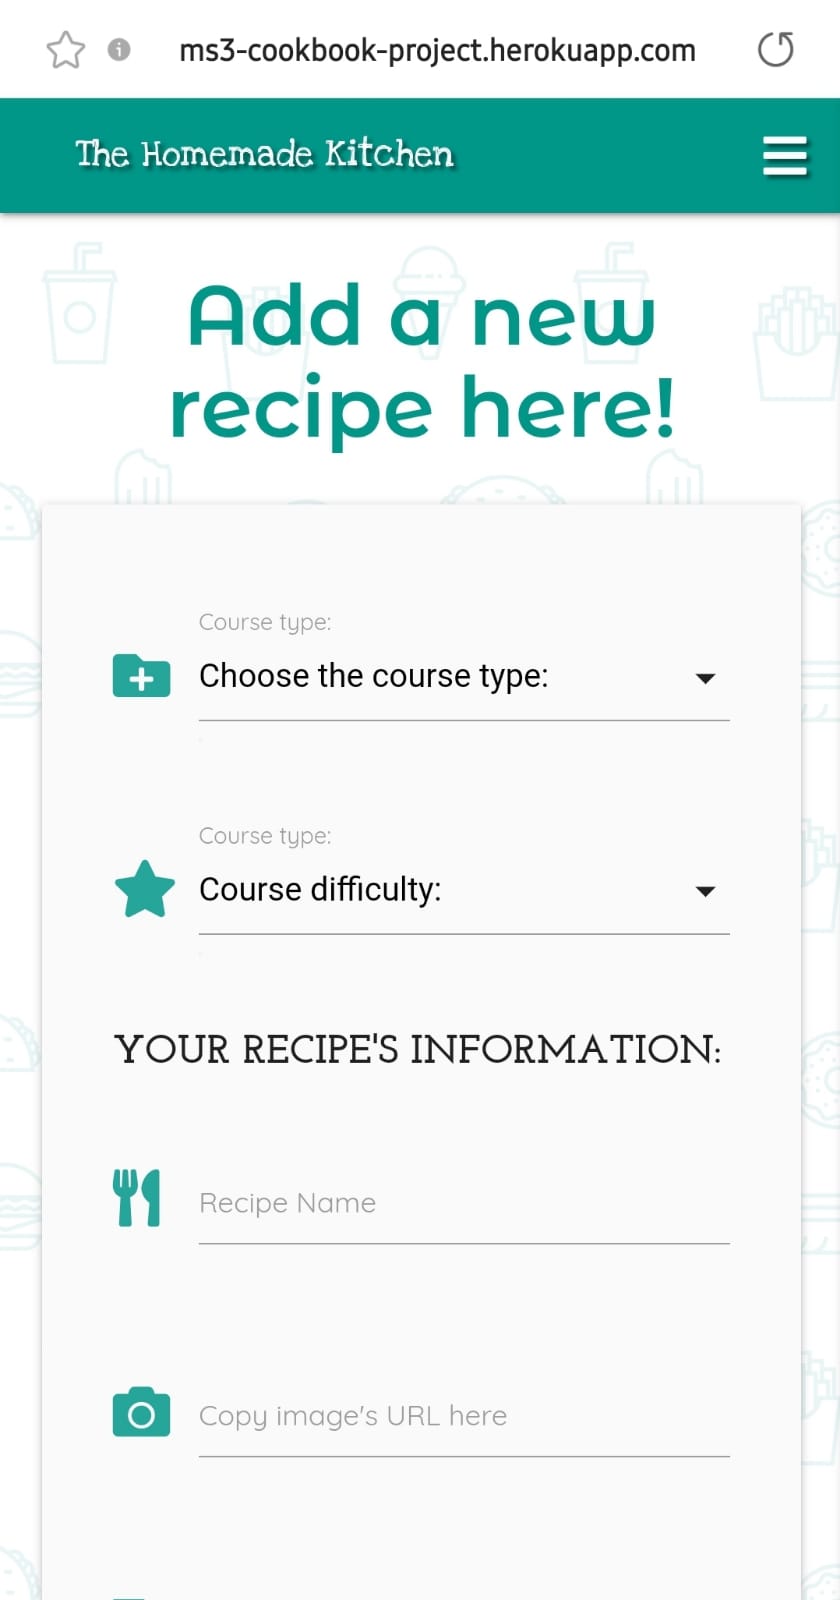 ms3-cookbook-project.herokuapp.com
The Homemade Kitchen
Add a new
recipe here!
Course type:
Choose the course type:
Course type:
Course difficulty:
YOUR RECIPE'S INFORMATION:
Recipe Name
Copy image's URL here